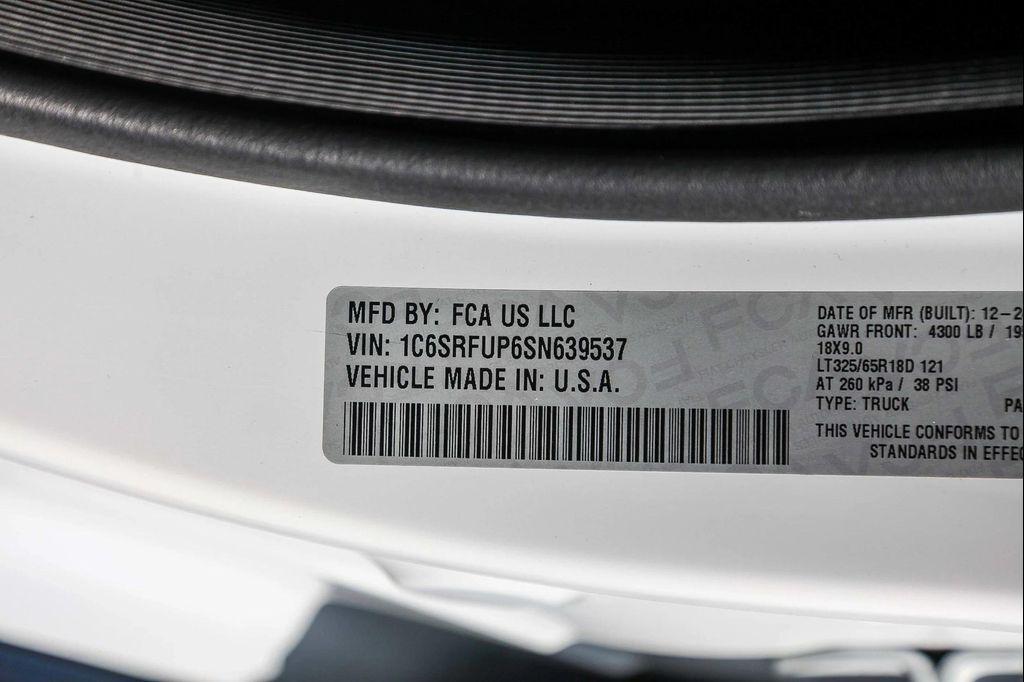 MFD BY: FCA US LLC
VIN: 1C6SRFUP6SN639537
VEHICLE MADE IN: U.S.A.
DATE OF MFR (BUILT): 12-2
GAWR FRONT: 4300 LB / 19
18X9.0
LT325/65R18D 121
AT 260 kPa / 38 PSI
TYPE: TRUCK PA
THIS VEHICLE CONFORMS TO
STANDARDS IN EFFEC